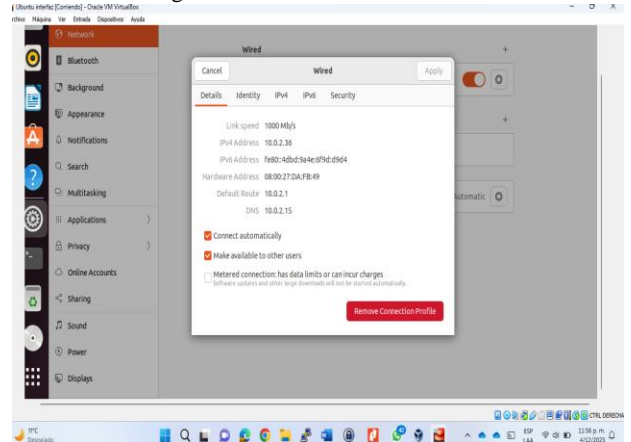 Ubuntu interfaz [Corriendo] - Oracle VM VirtualBox
Archivo Máquina Ver Entrada Dispositivos Ayuda
Network
Bluetooth
Background
Appearance
Notifications
Search
Multitasking
Applications
Privacy
Online Accounts
Sharing
Sound
Power
Displays
Wired
+
Cancel
Wired
Apply
Details Identity IPv4 IPv6 Security
Link speed 1000 Mb/s
IPv4 Address 10.0.2.36
IPv6 Address fe80::4dbd:9a4e:6f9d:d9d4
Hardware Address 08:00:27:DA:FB:49
Default Route 10.0.2.1
DNS 10.0.2.15
Connect automatically
Make available to other users
Metered connection: has data limits or can incur charges
Software updates and other large downloads will not be started automatically.
Remove Connection Profile
+
Automatic
CTRL DERECHA
11°C
Despejado
ESP
LAA
11:58 p. m.
4/12/2023